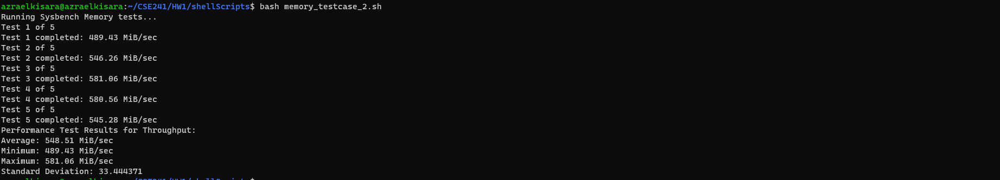 azraelkisara@azraelkisara:~/CSE241/HW1/shellScripts$ bash memory_testcase_2.sh
Running Sysbench Memory tests...
Test 1 of 5
Test 1 completed: 489.43 MiB/sec
Test 2 of 5
Test 2 completed: 546.26 MiB/sec
Test 3 of 5
Test 3 completed: 581.06 MiB/sec
Test 4 of 5
Test 4 completed: 580.56 MiB/sec
Test 5 of 5
Test 5 completed: 545.28 MiB/sec
Performance Test Results for Throughput:
Average: 548.51 MiB/sec
Minimum: 489.43 MiB/sec
Maximum: 581.06 MiB/sec
Standard Deviation: 33.444371